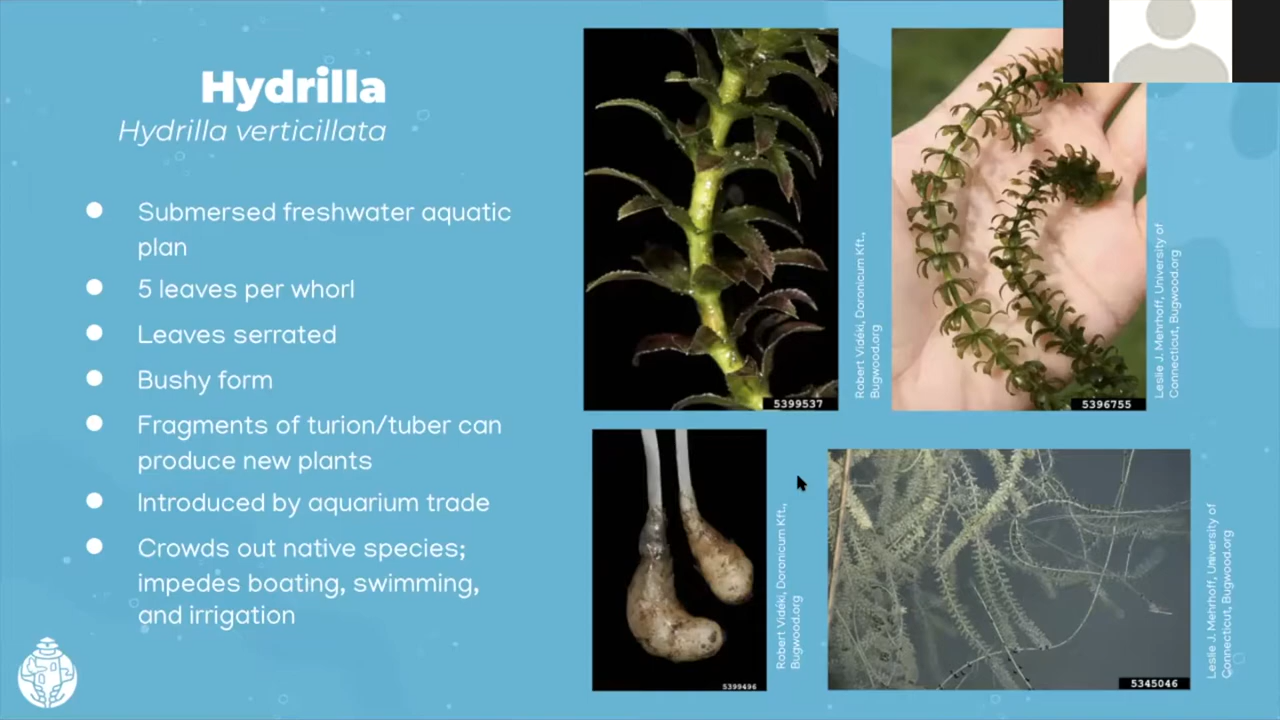 Hydrilla
Hydrilla verticillata
Submersed freshwater aquatic
plan
5 leaves per whorl
Leaves serrated
Bushy form
Fragments of turion/tuber can
produce new plants
Introduced by aquarium trade
Crowds out native species;
impedes boating, swimming,
and irrigation
5399537
Robert Vidéki, Doronicum Kft.,
Bugwood.org
5396755
Leslie J. Mehrhoff, University of
Connecticut, Bugwood.org
5399496
Robert Vidéki, Doronicum Kft.,
Bugwood.org
5345046
Leslie J. Mehrhoff, University of
Connecticut, Bugwood.org